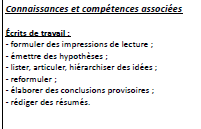 Connaissances et compétences associées
Écrits de travail :
- formuler des impressions de lecture ;
- émettre des hypothèses ;
- lister, articuler, hiérarchiser des idées ;
- reformuler ;
- élaborer des conclusions provisoires ;
- rédiger des résumés.